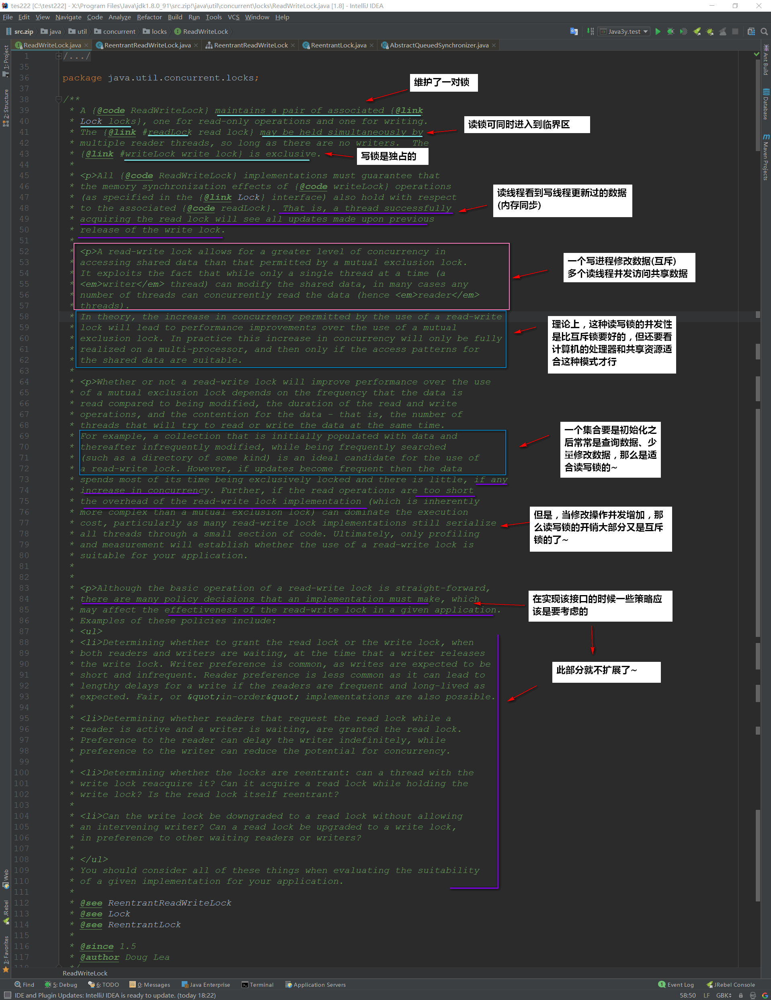 tes222 [C:\test222] - X:\Program Files\Java\jdk1.8.0_91\src.zip!\java\util\concurrent\locks\ReadWriteLock.java [1.8] - IntelliJ IDEA
File Edit View Navigate Code Analyze Refactor Build Run Tools VCS Window Help
src.zip java util concurrent locks ReadWriteLock Java3y.test
ReadWriteLock.java ReentrantReadWriteLock.java ReentrantReadWriteLock ReentrantLock.java AbstractQueuedSynchronizer.java
1: Project
2: Structure
Web
JRebel
3: Favorites
Ant Build
Database
Maven Projects
1 /.../
35
36 package java.util.concurrent.locks;
37
维护了一对锁
38 /**
39 * A {@code ReadWriteLock} maintains a pair of associated {@link
40 * Lock locks}, one for read-only operations and one for writing.
读锁可同时进入到临界区
41 * The {@link #readLock read lock} may be held simultaneously by
42 * multiple reader threads, so long as there are no writers.  The
43 * {@link #writeLock write lock} is exclusive.
写锁是独占的
44 *
45 * <p>All {@code ReadWriteLock} implementations must guarantee that
46 * the memory synchronization effects of {@code writeLock} operations
47 * (as specified in the {@link Lock} interface) also hold with respect
读线程看到写线程更新过的数据
(内存同步)
48 * to the associated {@code readLock}. That is, a thread successfully
49 * acquiring the read lock will see all updates made upon previous
50 * release of the write lock.
51 *
52 * <p>A read-write lock allows for a greater level of concurrency in
53 * accessing shared data than that permitted by a mutual exclusion lock.
54 * It exploits the fact that while only a single thread at a time (a
55 * <em>writer</em> thread) can modify the shared data, in many cases any
56 * number of threads can concurrently read the data (hence <em>reader</em>
57 * threads).
一个写进程修改数据(互斥)
多个读线程并发访问共享数据
58 * In theory, the increase in concurrency permitted by the use of a read-write
59 * lock will lead to performance improvements over the use of a mutual
60 * exclusion lock. In practice this increase in concurrency will only be fully
61 * realized on a multi-processor, and then only if the access patterns for
62 * the shared data are suitable.
理论上，这种读写锁的并发性
是比互斥锁要好的，但还要看
计算机的处理器和共享资源适
合这种模式才行
63 *
64 * <p>Whether or not a read-write lock will improve performance over the use
65 * of a mutual exclusion lock depends on the frequency that the data is
66 * read compared to being modified, the duration of the read and write
67 * operations, and the contention for the data - that is, the number of
68 * threads that will try to read or write the data at the same time.
69 * For example, a collection that is initially populated with data and
70 * thereafter infrequently modified, while being frequently searched
71 * (such as a directory of some kind) is an ideal candidate for the use of
72 * a read-write lock. However, if updates become frequent then the data
一个集合要是初始化之
后常常是查询数据、少
量修改数据，那么是适
合读写锁的~
73 * spends most of its time being exclusively locked and there is little, if any
74 * increase in concurrency. Further, if the read operations are too short
75 * the overhead of the read-write lock implementation (which is inherently
76 * more complex than a mutual exclusion lock) can dominate the execution
77 * cost, particularly as many read-write lock implementations still serialize
78 * all threads through a small section of code. Ultimately, only profiling
79 * and measurement will establish whether the use of a read-write lock is
80 * suitable for your application.
但是，当修改操作并发增加，那
么读写锁的开销大部分又是互斥
锁的了~
81 *
82 *
83 * <p>Although the basic operation of a read-write lock is straight-forward,
84 * there are many policy decisions that an implementation must make, which
85 * may affect the effectiveness of the read-write lock in a given application.
在实现该接口的时候一些策略应
该是要考虑的
86 * Examples of these policies include:
87 * <ul>
88 * <li>Determining whether to grant the read lock or the write lock, when
89 * both readers and writers are waiting, at the time that a writer releases
90 * the write lock. Writer preference is common, as writes are expected to be
91 * short and infrequent. Reader preference is less common as it can lead to
92 * lengthy delays for a write if the readers are frequent and long-lived as
93 * expected. Fair, or &quot;in-order&quot; implementations are also possible.
此部分就不扩展了~
94 *
95 * <li>Determining whether readers that request the read lock while a
96 * reader is active and a writer is waiting, are granted the read lock.
97 * Preference to the reader can delay the writer indefinitely, while
98 * preference to the writer can reduce the potential for concurrency.
99 *
100 * <li>Determining whether the locks are reentrant: can a thread with the
101 * write lock reacquire it? Can it acquire a read lock while holding the
102 * write lock? Is the read lock itself reentrant?
103 *
104 * <li>Can the write lock be downgraded to a read lock without allowing
105 * an intervening writer? Can a read lock be upgraded to a write lock,
106 * in preference to other waiting readers or writers?
107 *
108 * </ul>
109 * You should consider all of these things when evaluating the suitability
110 * of a given implementation for your application.
111 *
112 * @see ReentrantReadWriteLock
113 * @see Lock
114 * @see ReentrantLock
115 *
116 * @since 1.5
117 * @author Doug Lea
118 */
ReadWriteLock
Find 5: Debug 6: TODO 0: Messages Java Enterprise Terminal Application Servers 1 Event Log JRebel Console
IDE and Plugin Updates: IntelliJ IDEA is ready to update. (today 18:22) 58:50 LF GBK